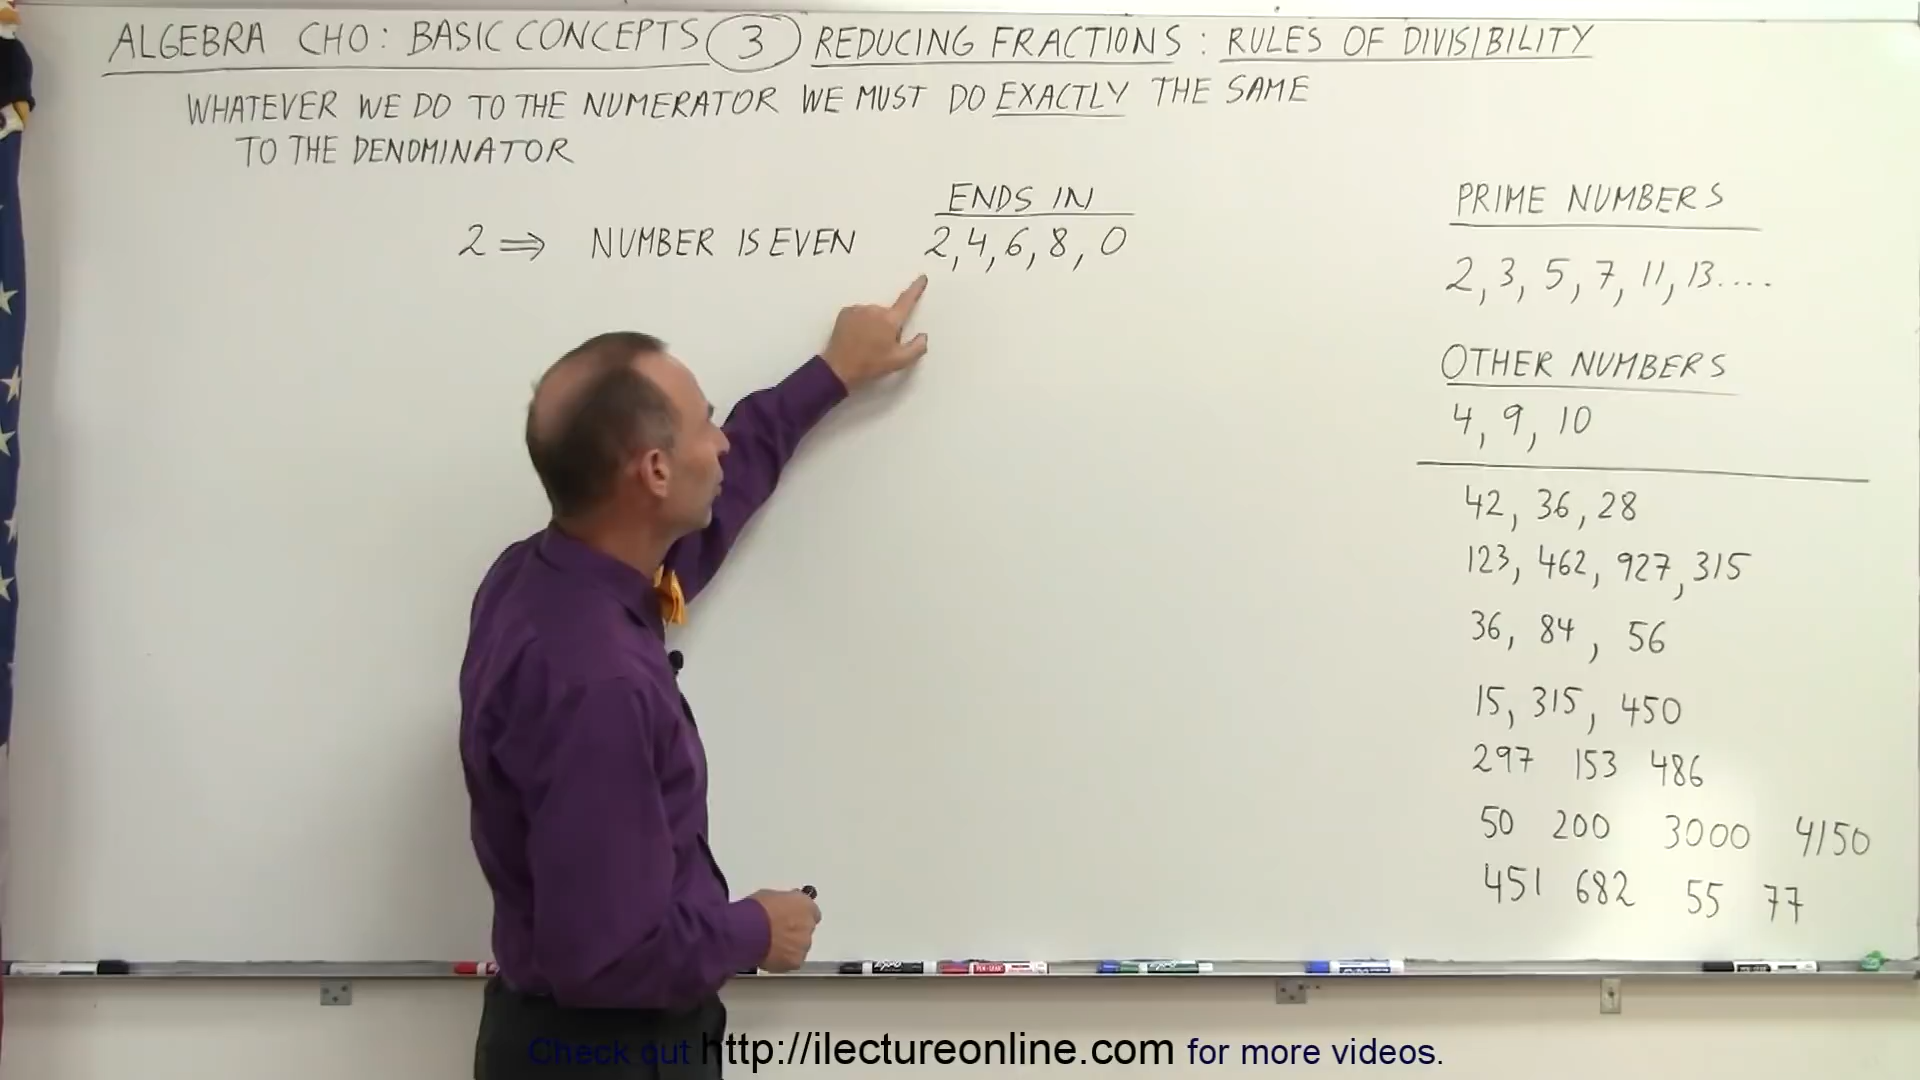 ALGEBRA CH0: BASIC CONCEPTS 3 REDUCING FRACTIONS: RULES OF DIVISIBILITY
WHATEVER WE DO TO THE NUMERATOR WE MUST DO EXACTLY THE SAME
TO THE DENOMINATOR
ENDS IN
2 ⇒ NUMBER IS EVEN 2, 4, 6, 8, 0
PRIME NUMBERS
2, 3, 5, 7, 11, 13....
OTHER NUMBERS
4, 9, 10
42, 36, 28
123, 462, 927, 315
36, 84, 56
15, 315, 450
297 153 486
50 200 3000 4150
451 682 55 77
Check out http://ilectureonline.com for more videos.